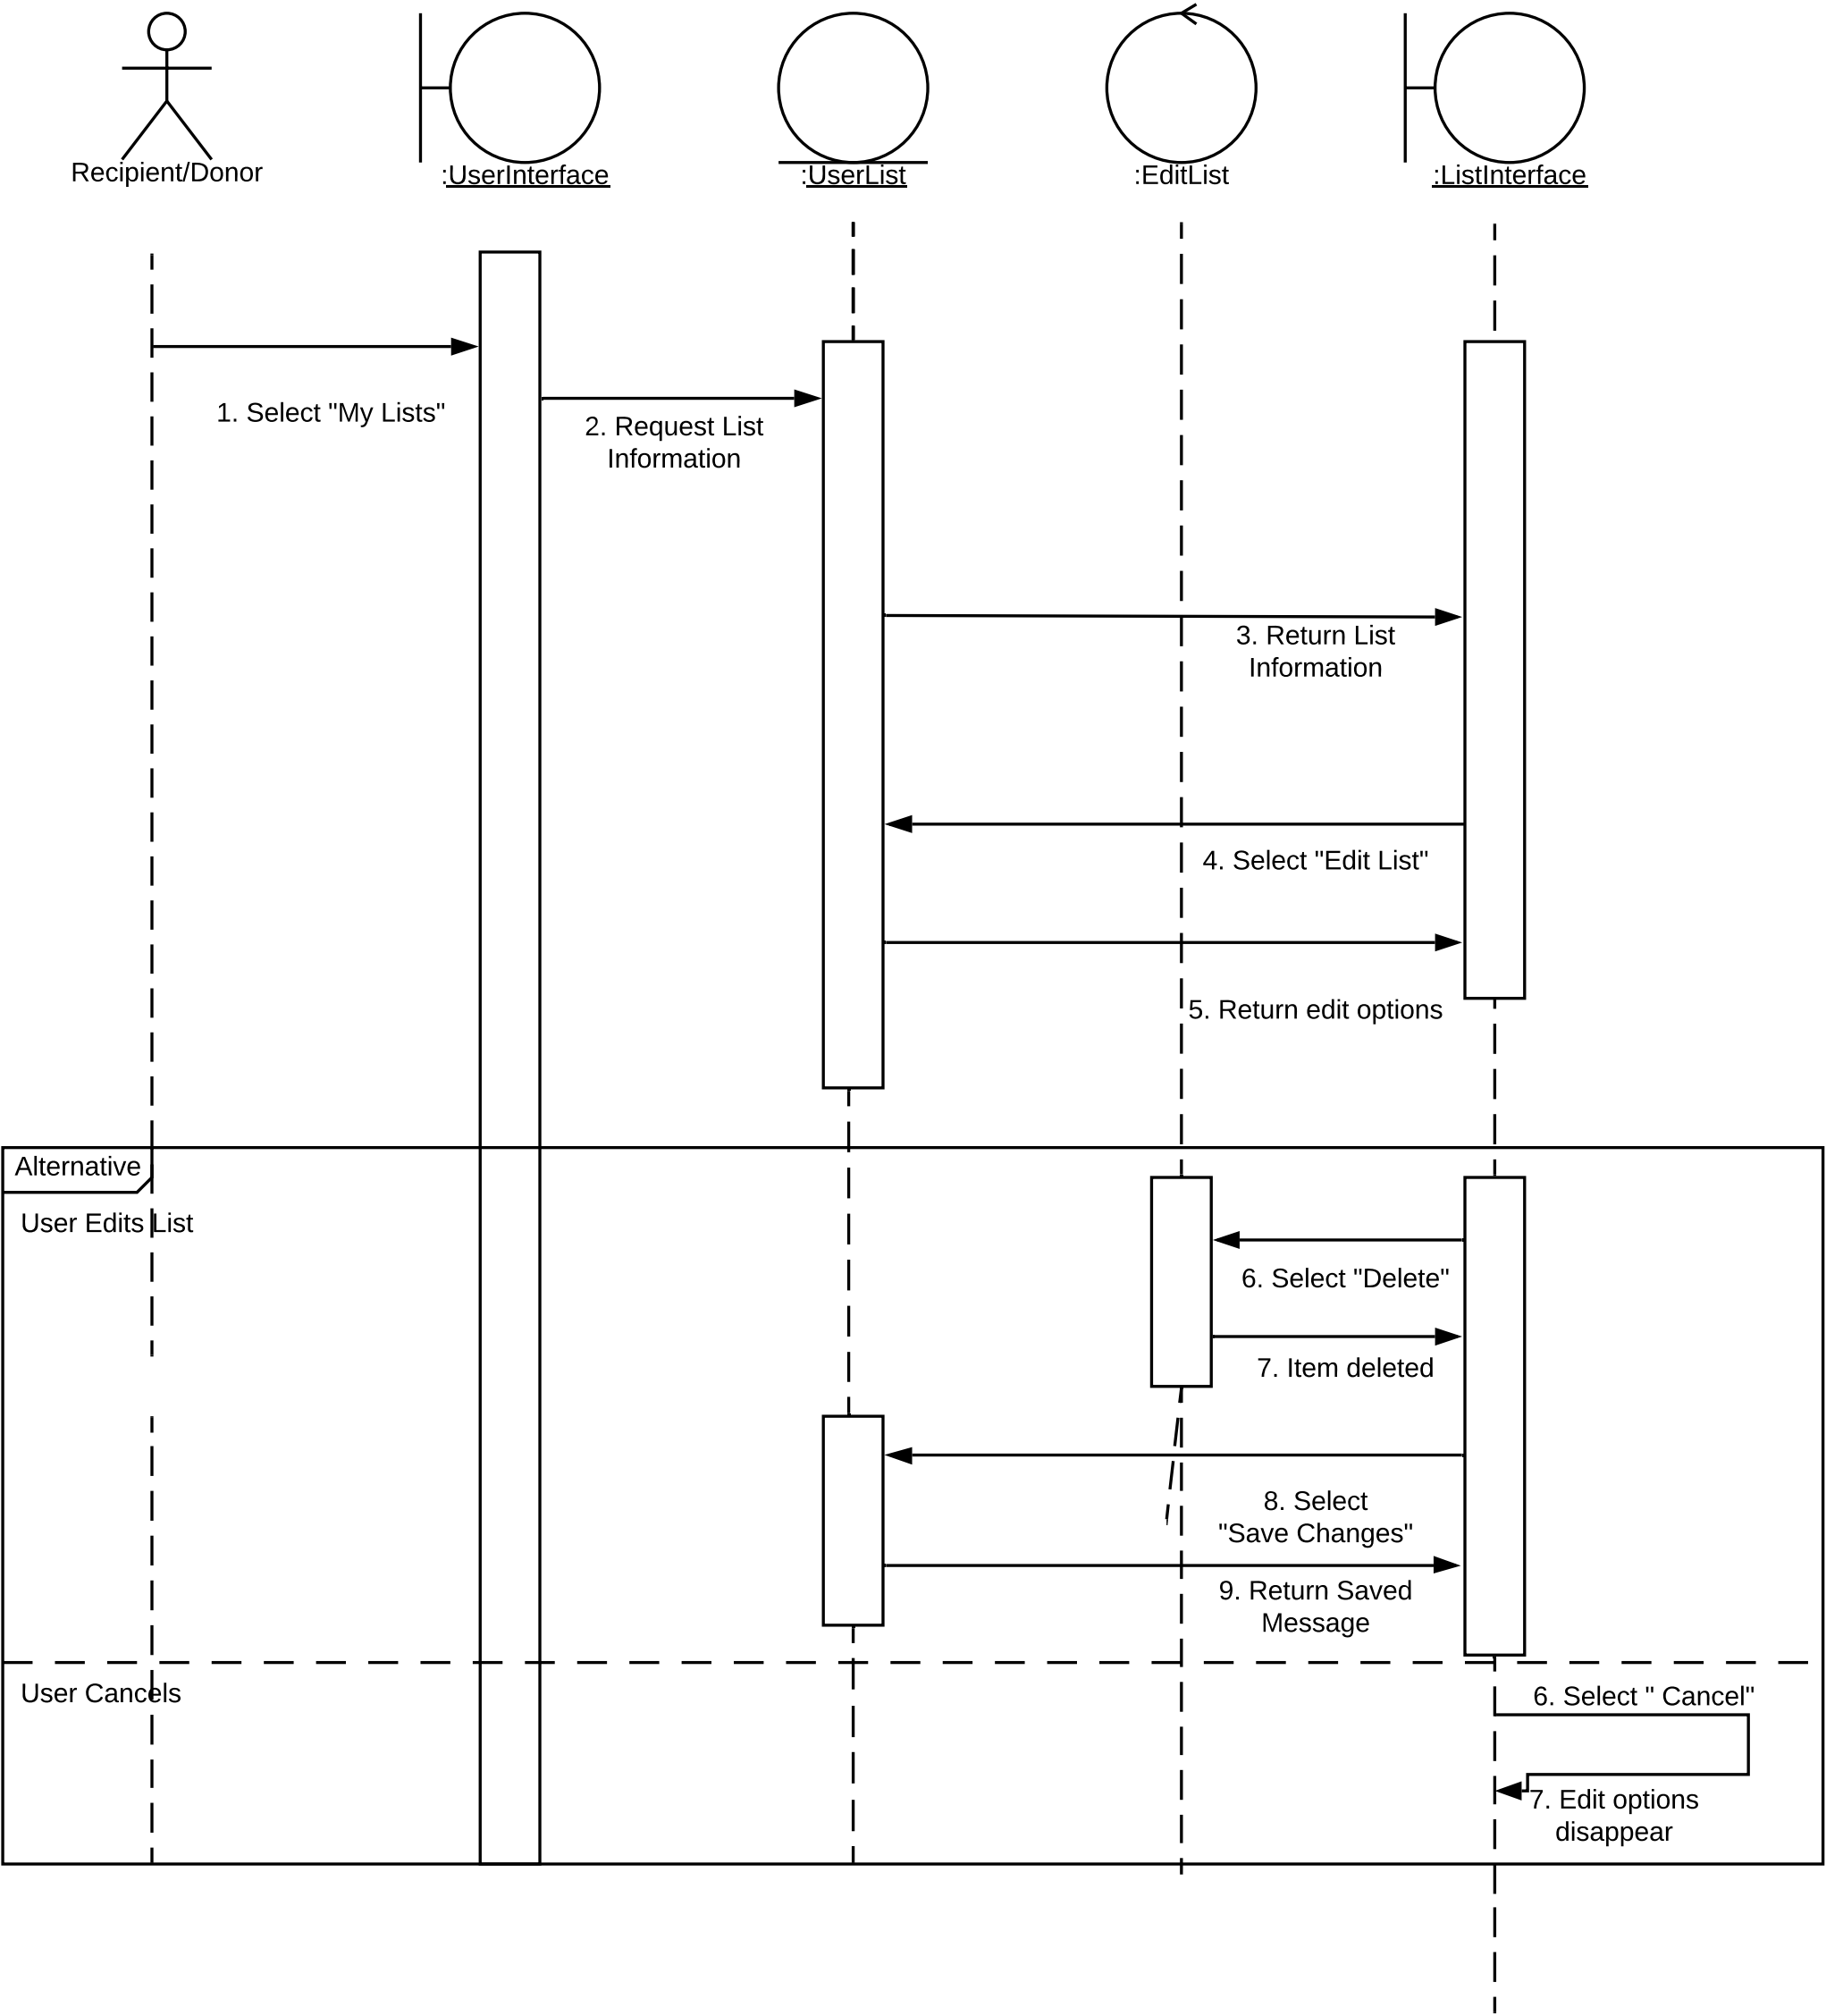 Recipient/Donor
:UserInterface
:UserList
:EditList
:ListInterface
1. Select "My Lists"
2. Request List
Information
3. Return List
Information
4. Select "Edit List"
5. Return edit options
Alternative
User Edits List
6. Select "Delete"
7. Item deleted
8. Select
"Save Changes"
9. Return Saved
Message
User Cancels
6. Select " Cancel"
7. Edit options
disappear